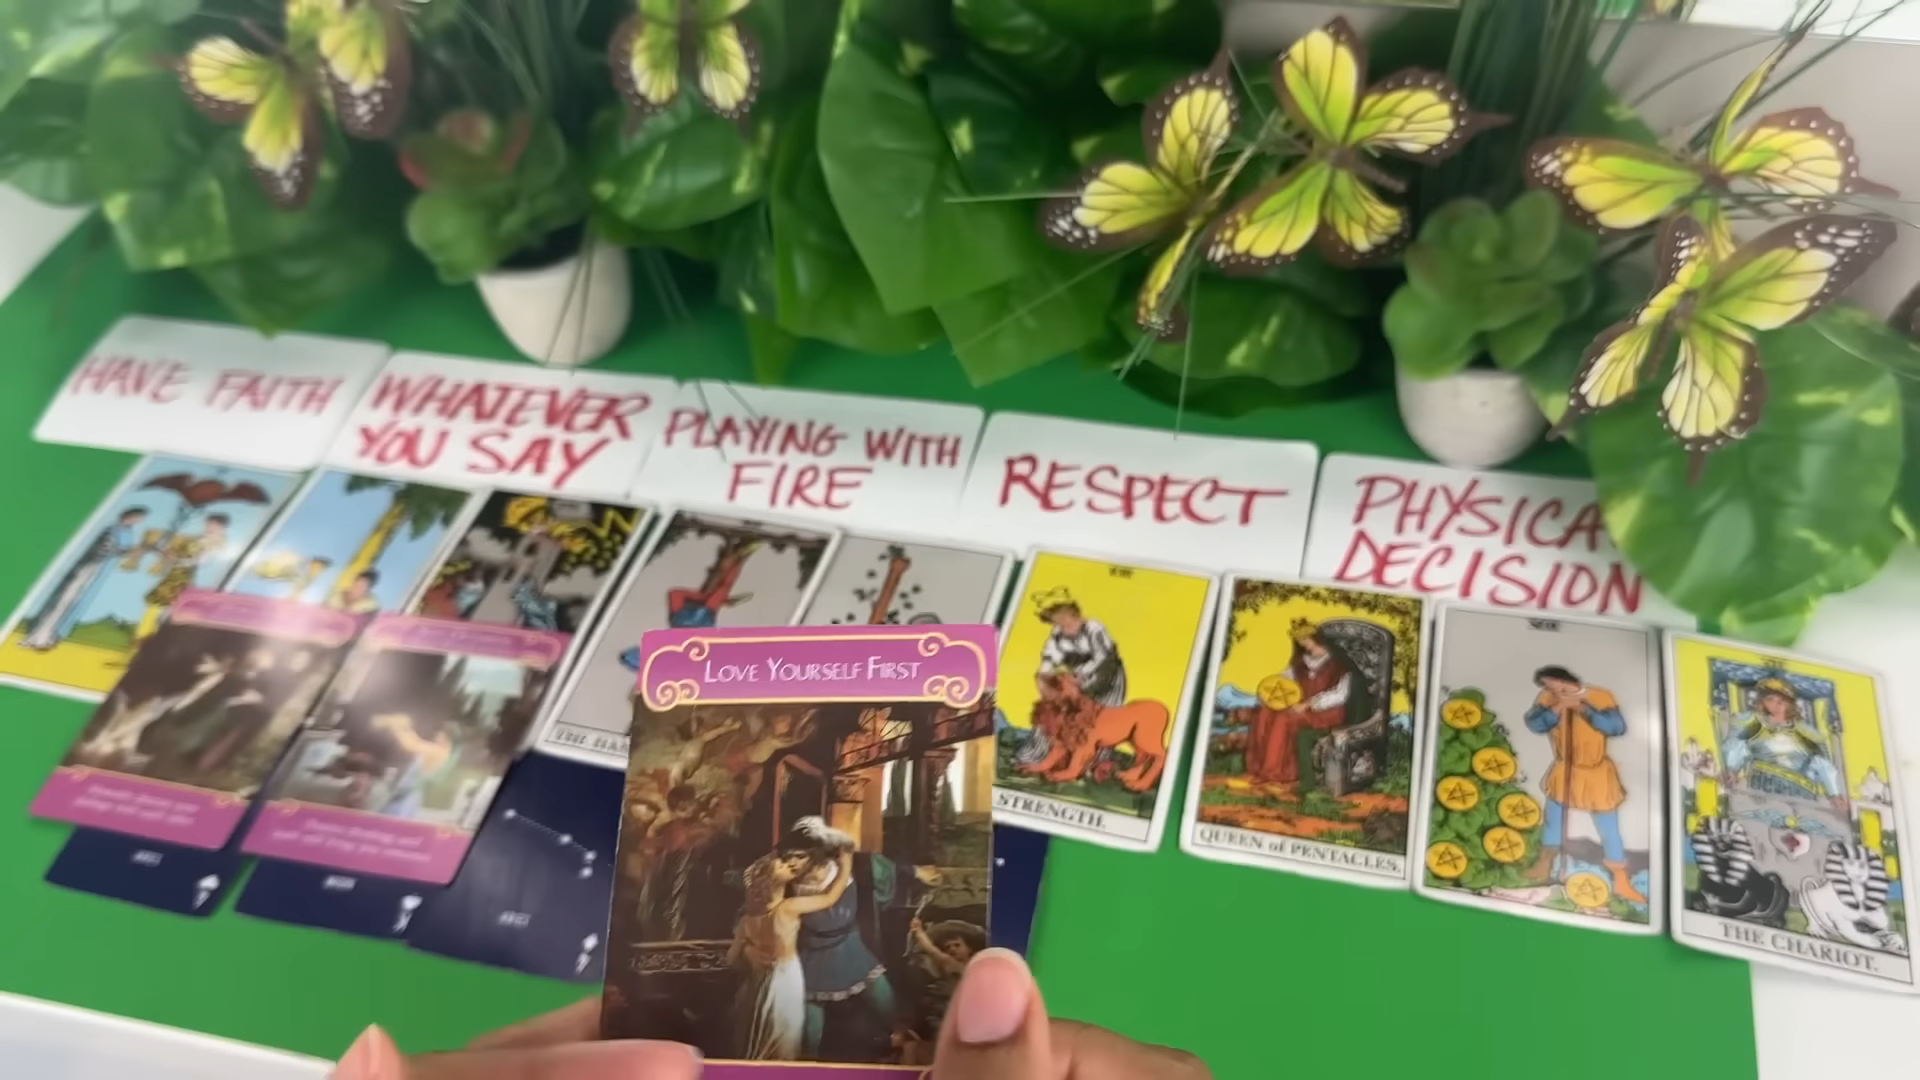 HAVE FAITH
WHATEVER
YOU SAY
PLAYING WITH
FIRE
RESPECT
PHYSICA
DECISION
LOVE YOURSELF FIRST
STRENGTH.
QUEEN of PENTACLES.
THE CHARIOT.